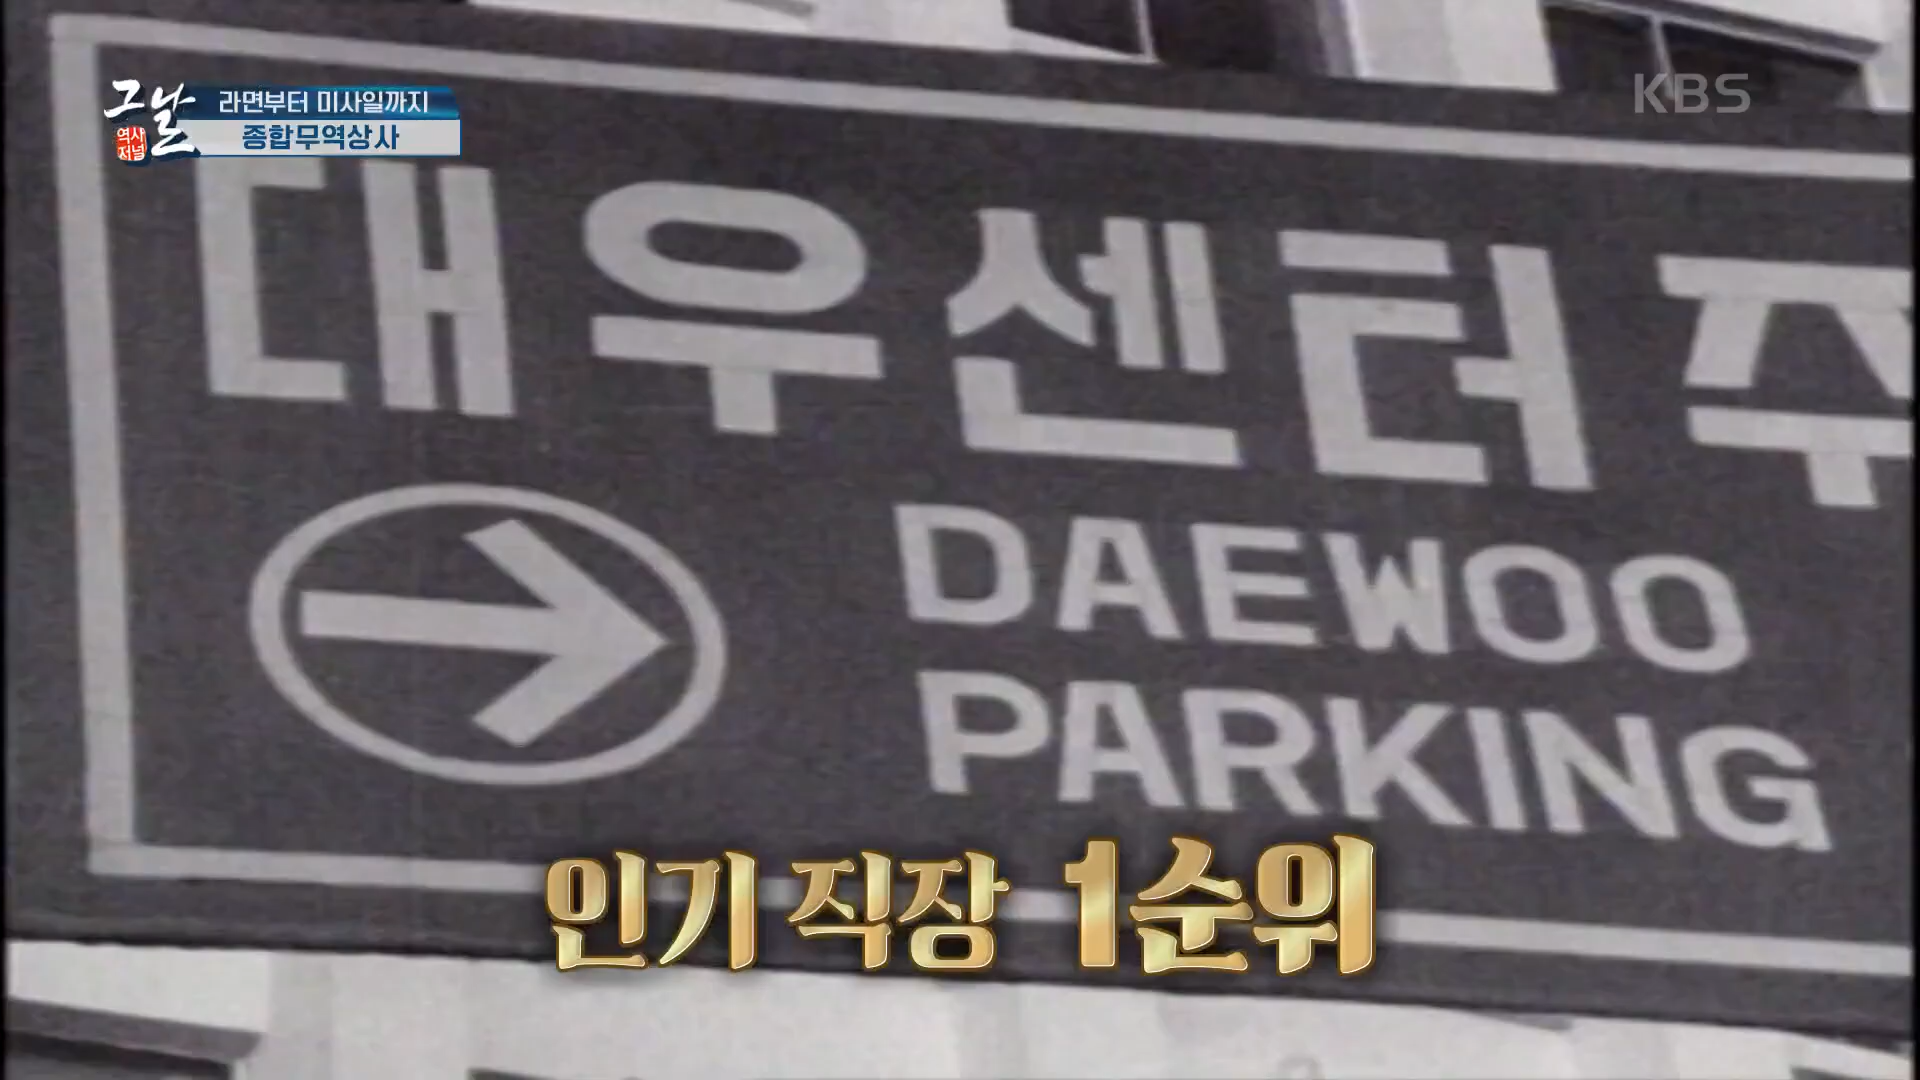 그날
역사
저널
라면부터 미사일까지
종합무역상사
KBS
대우센터 주
DAEWOO
PARKING
인기 직장 1순위